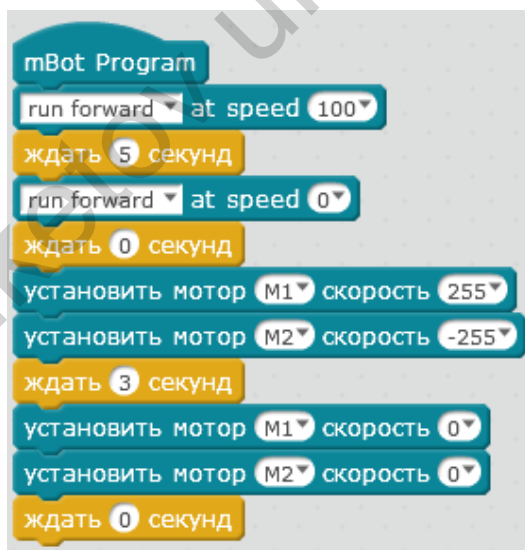 mBot Program
run forward at speed 100
ждать 5 секунд
run forward at speed 0
ждать 0 секунд
установить мотор M1 скорость 255
установить мотор M2 скорость -255
ждать 3 секунд
установить мотор M1 скорость 0
установить мотор M2 скорость 0
ждать 0 секунд